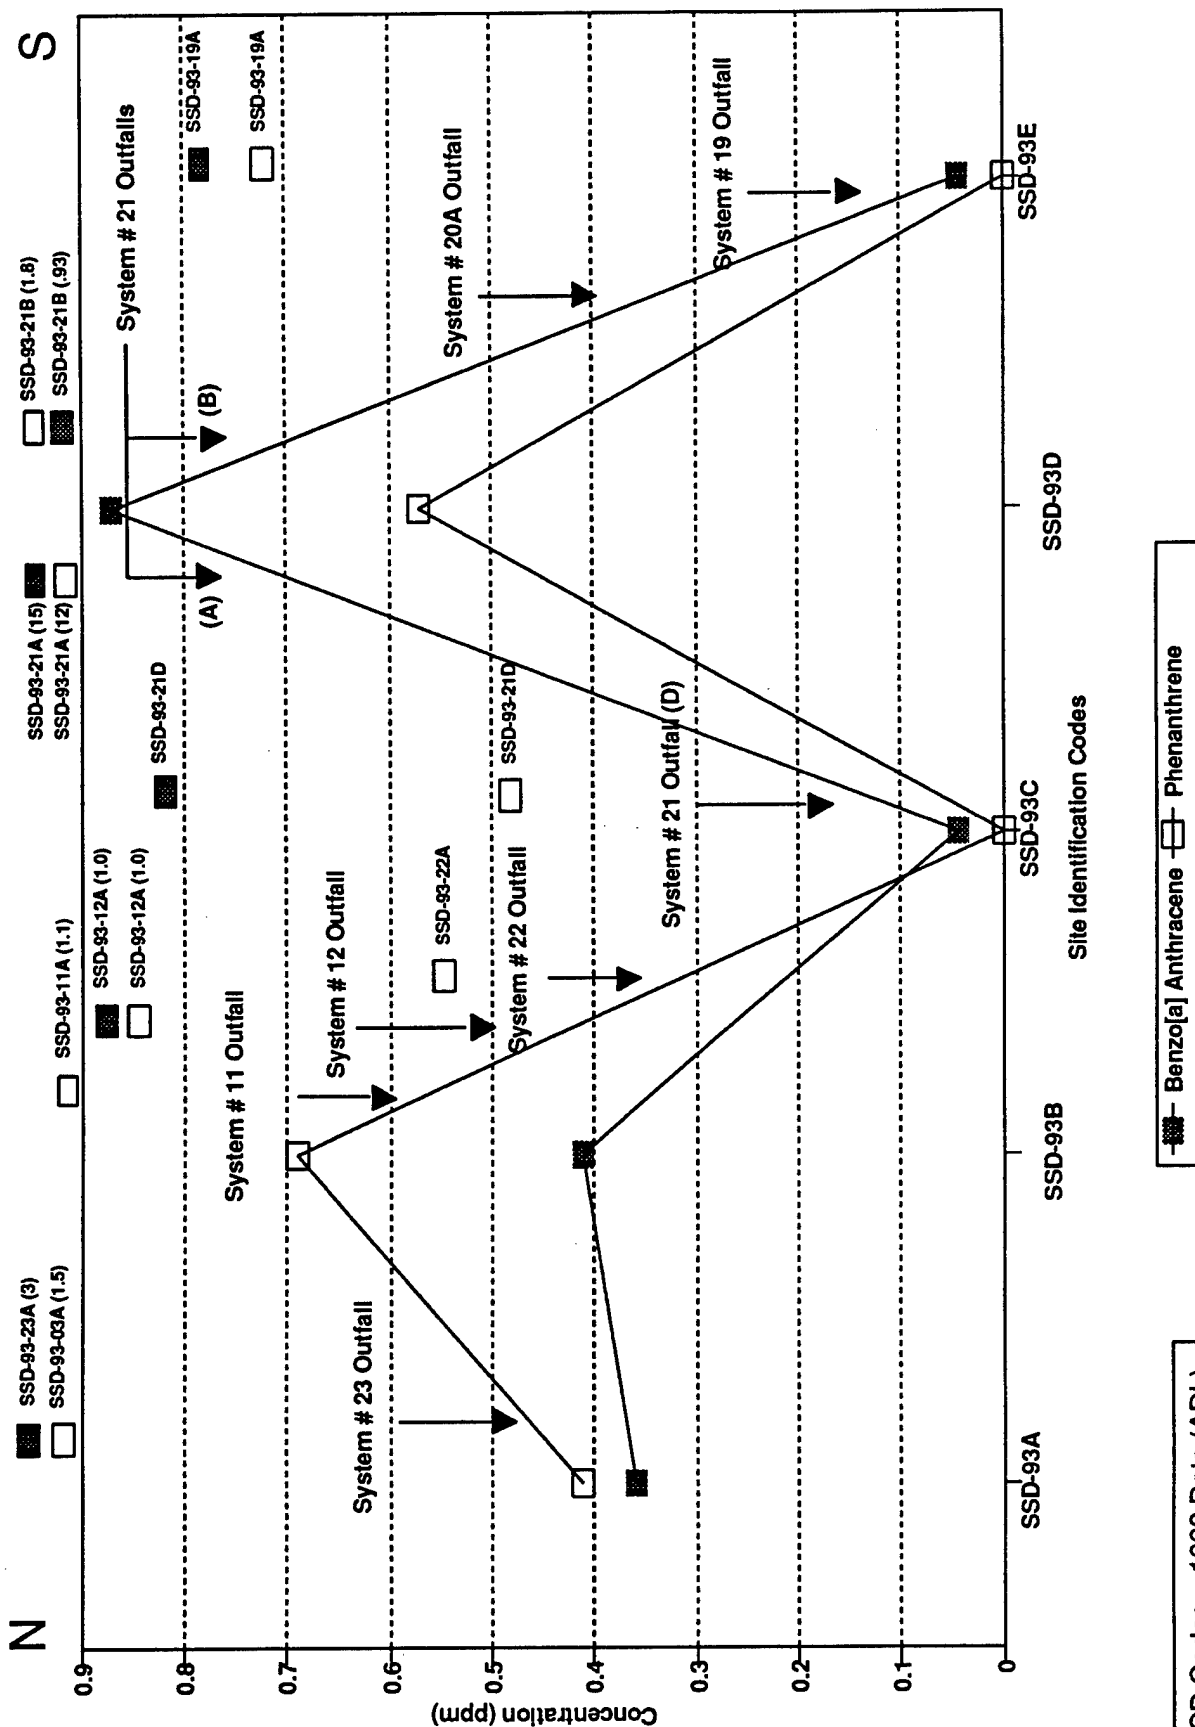 N
S
SSD-93-23A (3)
SSD-93-03A (1.5)
SSD-93-11A (1.1)
SSD-93-12A (1.0)
SSD-93-12A (1.0)
SSD-93-21A (15)
SSD-93-21A (12)
SSD-93-21D
SSD-93-21B (1.8)
SSD-93-21B (.93)
System # 21 Outfalls
(A)
(B)
SSD-93-19A
SSD-93-19A
System # 11 Outfall
System # 12 Outfall
System # 23 Outfall
SSD-93-22A
System # 22 Outfall
SSD-93-21D
System # 21 Outfall (D)
System # 20A Outfall
System # 19 Outfall
0.9
0.8
0.7
0.6
0.5
0.4
0.3
0.2
0.1
0
Concentration (ppm)
SSD-93A
SSD-93B
SSD-93C
SSD-93D
SSD-93E
Site Identification Codes
Benzo[a] Anthracene
Phenanthrene